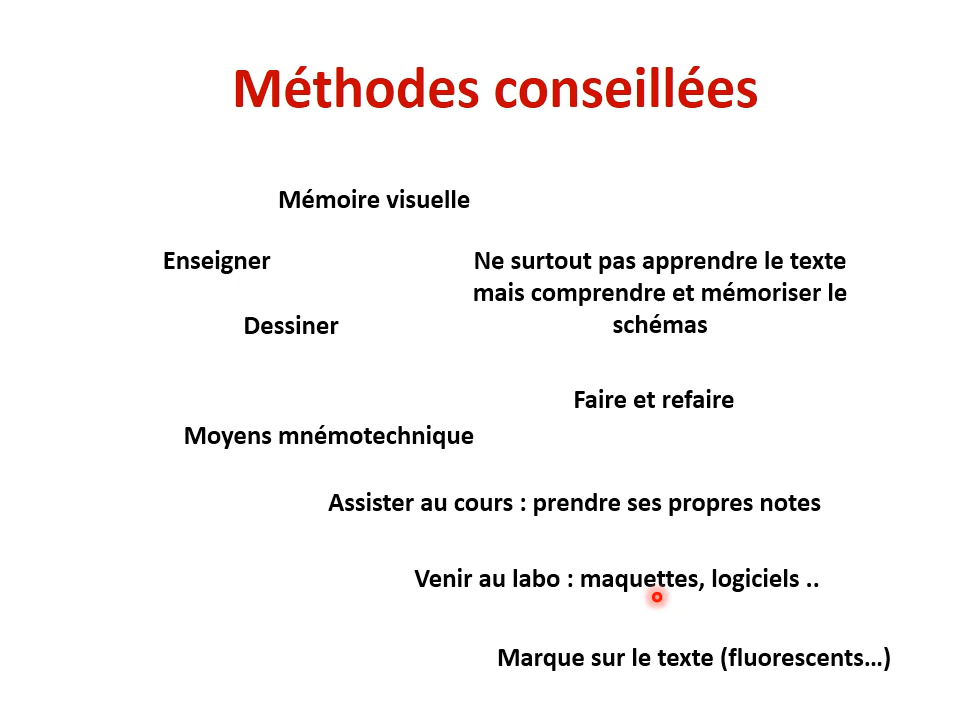 Méthodes conseillées
Mémoire visuelle
Enseigner
Ne surtout pas apprendre le texte
mais comprendre et mémoriser le
schémas
Dessiner
Faire et refaire
Moyens mnémotechnique
Assister au cours : prendre ses propres notes
Venir au labo : maquettes, logiciels ..
Marque sur le texte (fluorescents...)